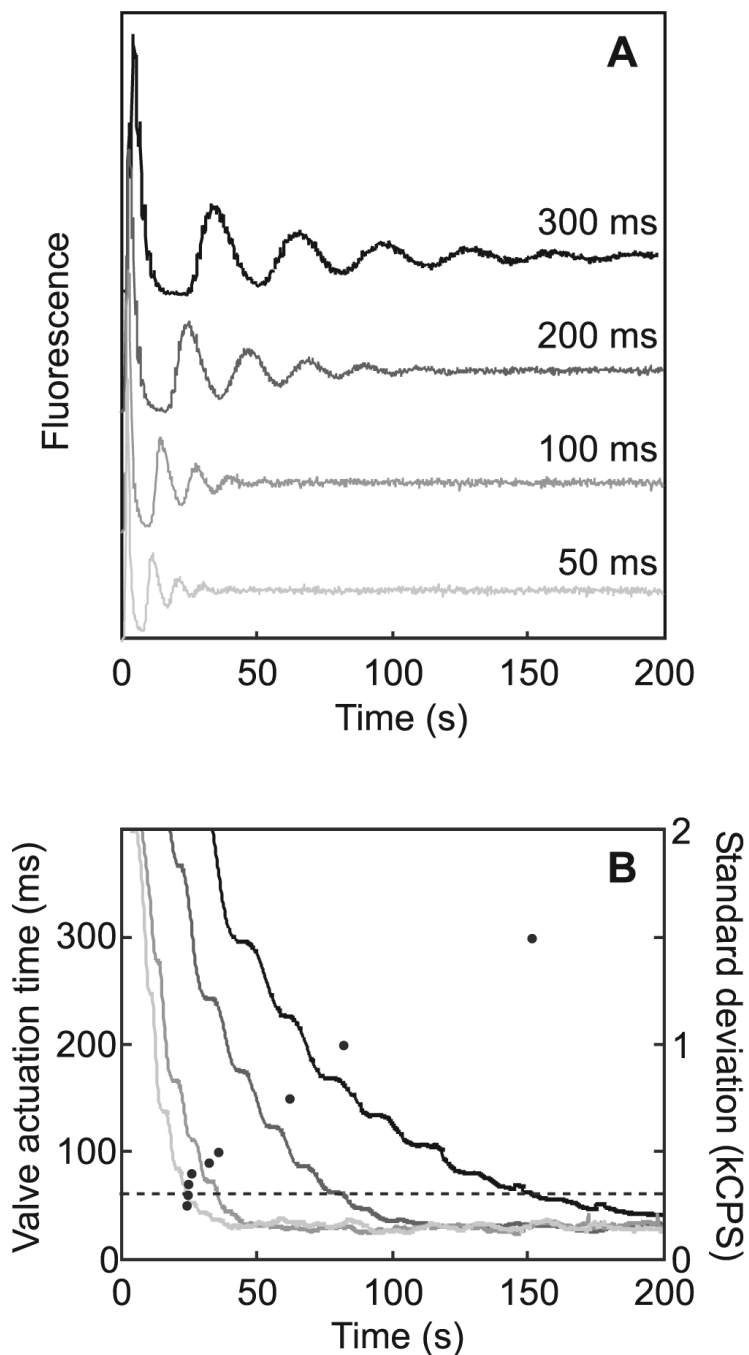 A
Fluorescence
300 ms
200 ms
100 ms
50 ms
0 50 100 150 200
Time (s)
B
Valve actuation time (ms)
300
200
100
0
2
1
0
Standard deviation (kCPS)
0 50 100 150 200
Time (s)